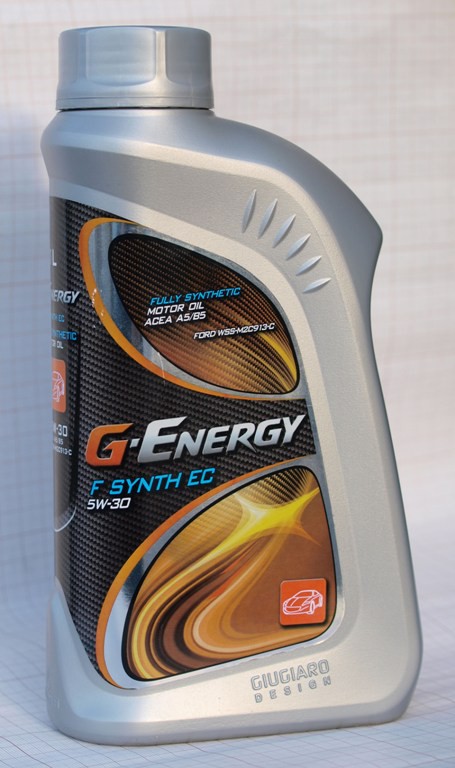 FULLY SYNTHETIC
MOTOR OIL
ACEA A5/B5
FORD WSS-M2C913-C
G-ENERGY
F SYNTH EC
5W-30
GIUGIARO
DESIGN